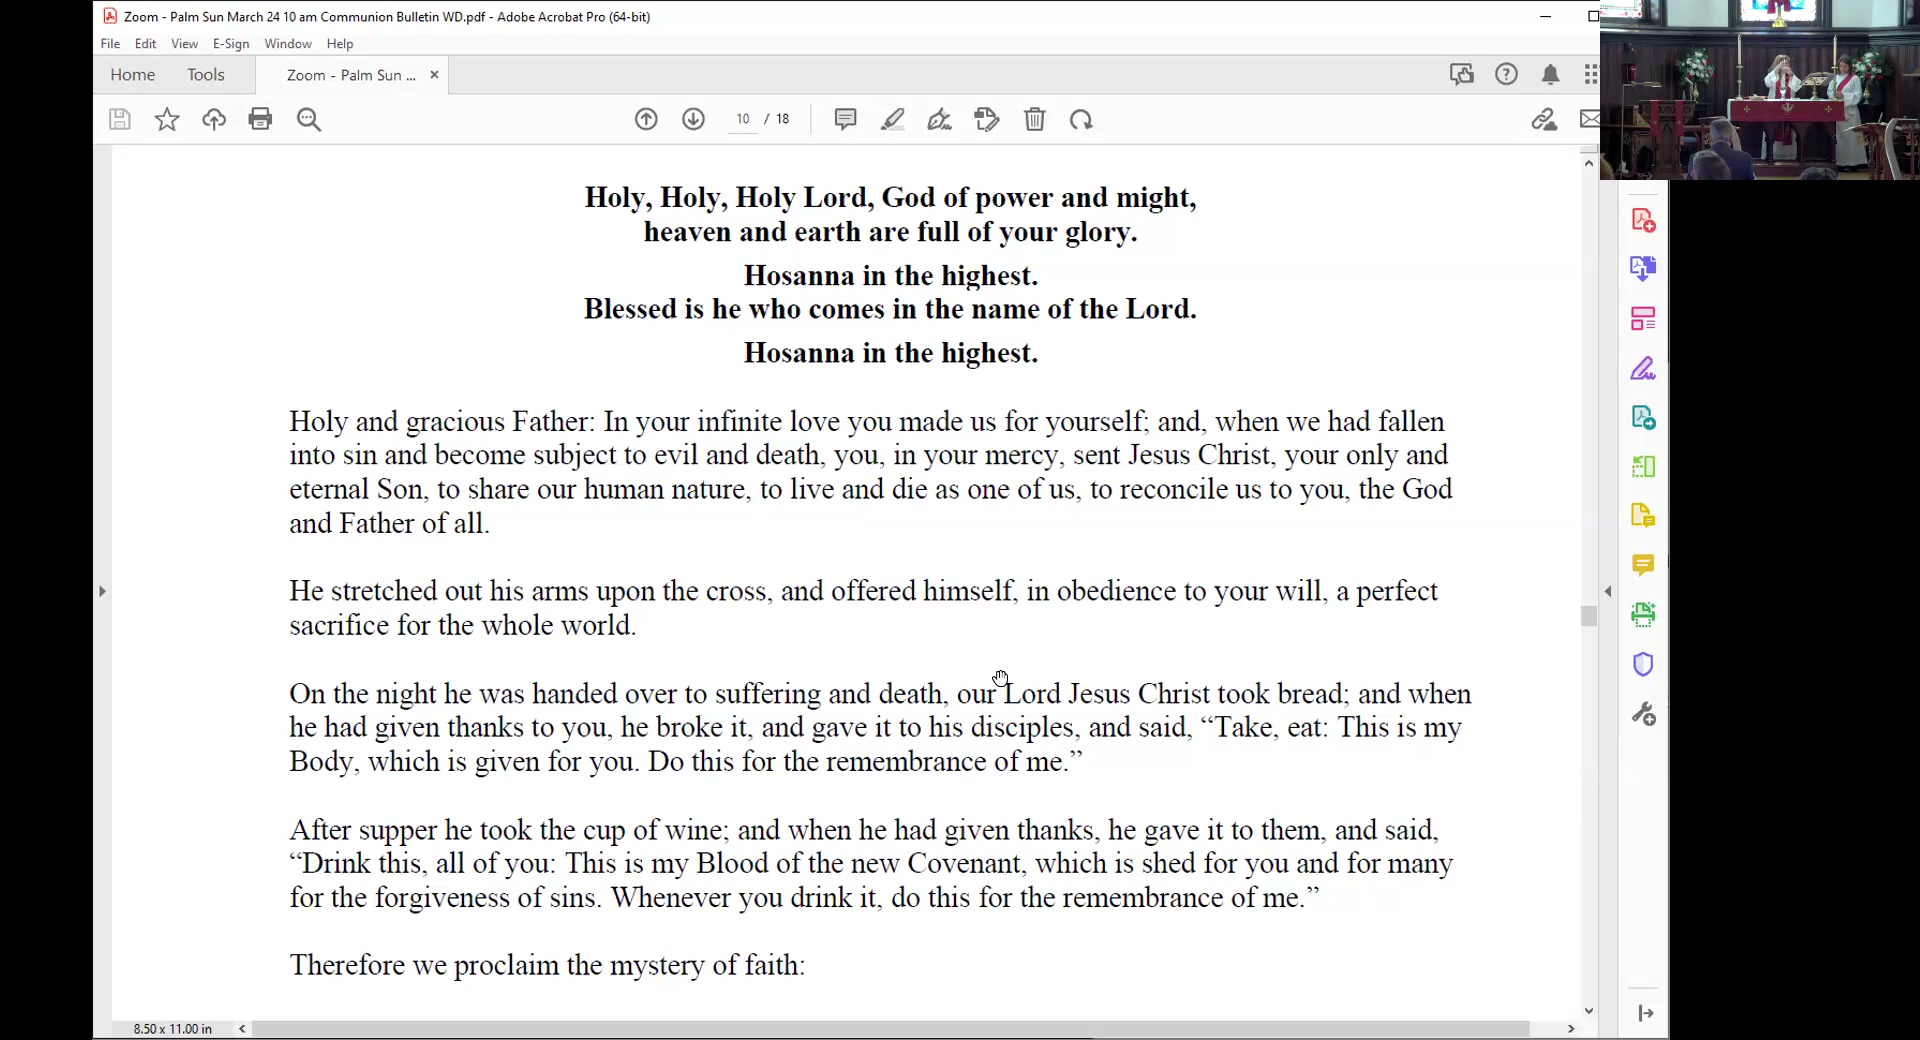 Zoom - Palm Sun March 24 10 am Communion Bulletin WD.pdf - Adobe Acrobat Pro (64-bit)
File Edit View E-Sign Window Help
Home Tools Zoom - Palm Sun ... ×
10 / 18
Holy, Holy, Holy Lord, God of power and might,
heaven and earth are full of your glory.
Hosanna in the highest.
Blessed is he who comes in the name of the Lord.
Hosanna in the highest.
Holy and gracious Father: In your infinite love you made us for yourself; and, when we had fallen
into sin and become subject to evil and death, you, in your mercy, sent Jesus Christ, your only and
eternal Son, to share our human nature, to live and die as one of us, to reconcile us to you, the God
and Father of all.
He stretched out his arms upon the cross, and offered himself, in obedience to your will, a perfect
sacrifice for the whole world.
On the night he was handed over to suffering and death, our Lord Jesus Christ took bread; and when
he had given thanks to you, he broke it, and gave it to his disciples, and said, “Take, eat: This is my
Body, which is given for you. Do this for the remembrance of me.”
After supper he took the cup of wine; and when he had given thanks, he gave it to them, and said,
“Drink this, all of you: This is my Blood of the new Covenant, which is shed for you and for many
for the forgiveness of sins. Whenever you drink it, do this for the remembrance of me.”
Therefore we proclaim the mystery of faith:
8.50 x 11.00 in